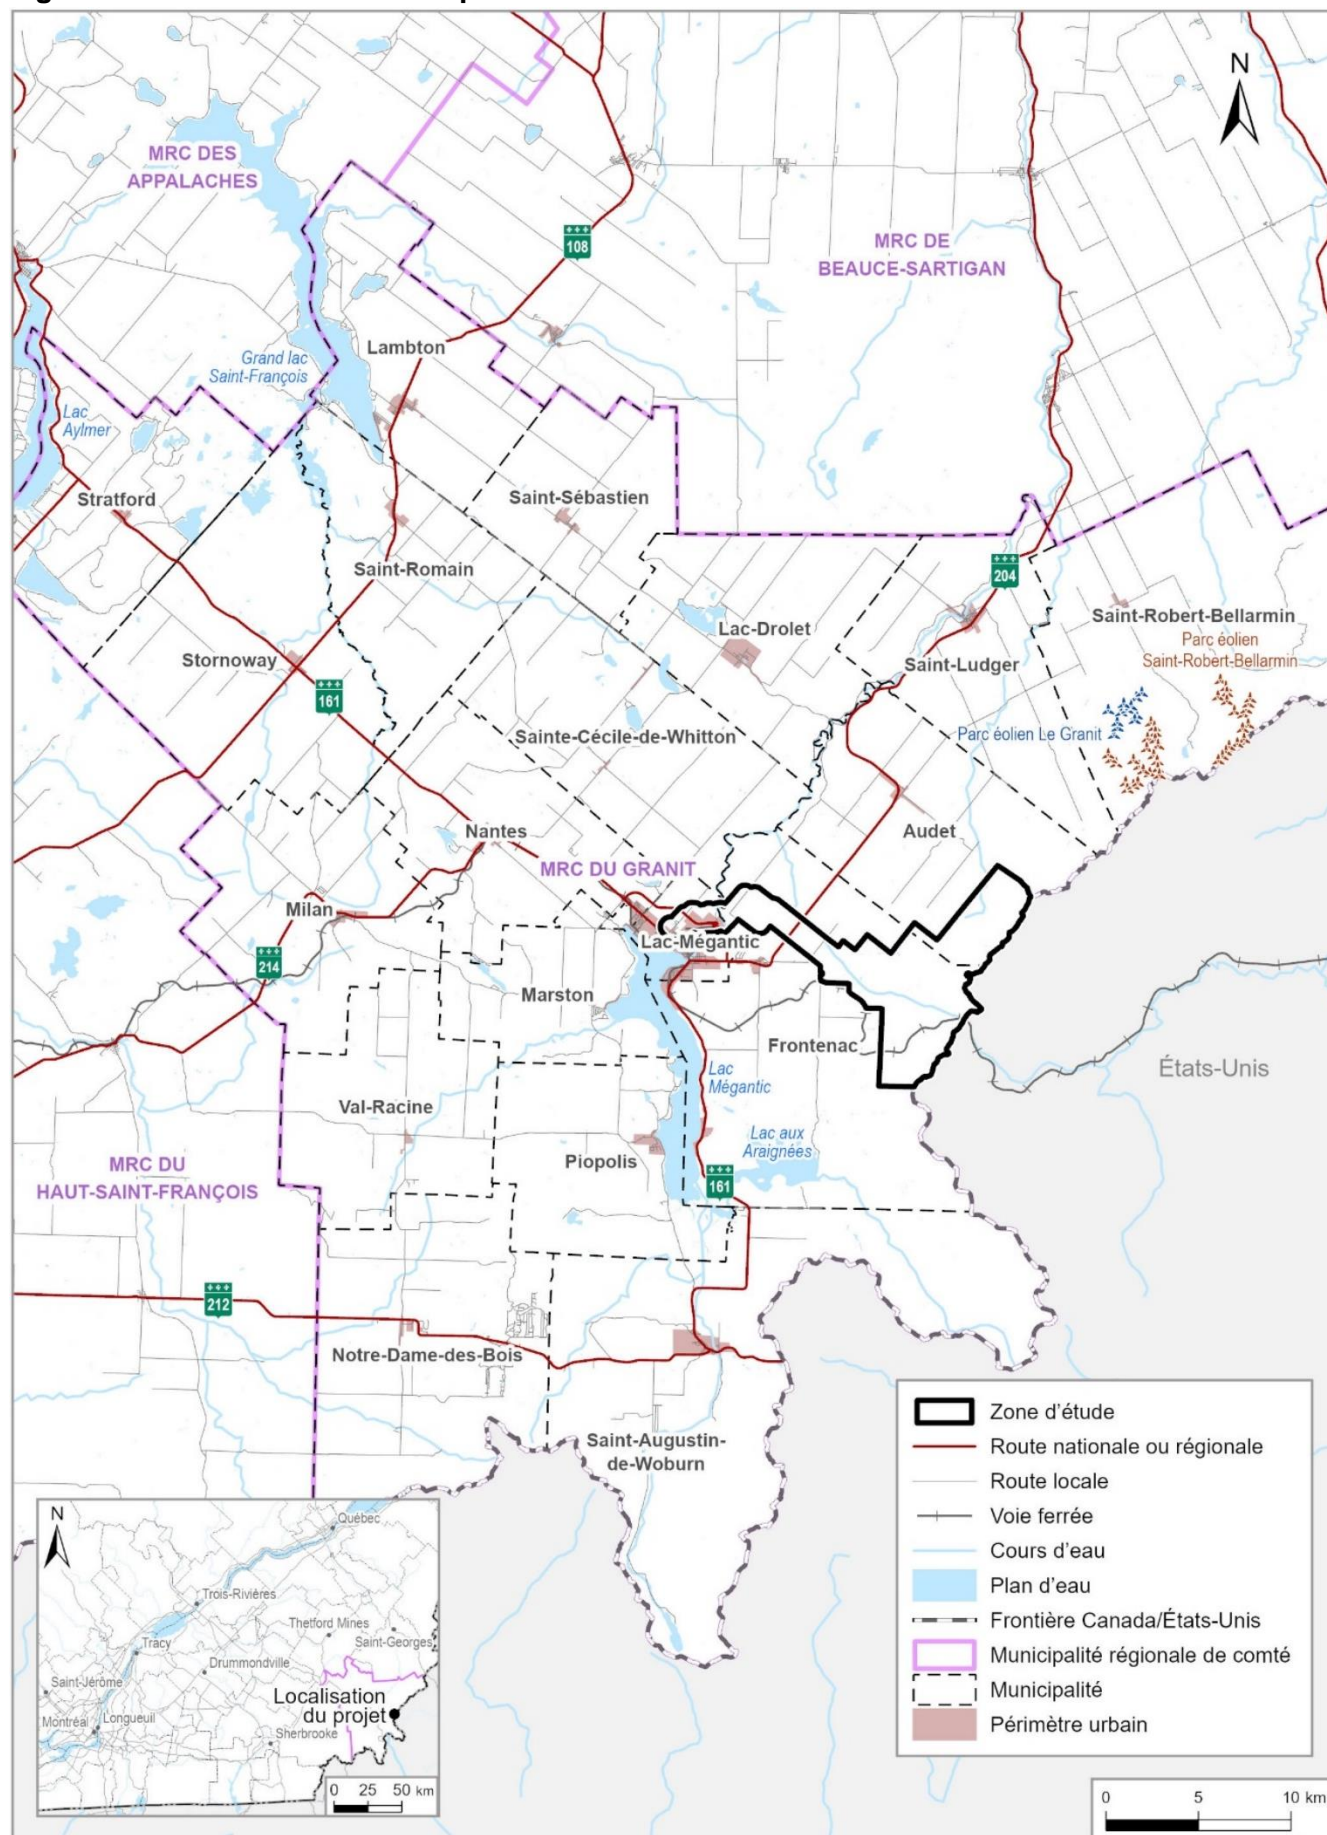 N
MRC DES
APPALACHES
108
MRC DE
BEAUCE-SARTIGAN
Lambton
Grand lac
Saint-François
Lac
Aylmer
Stratford
Saint-Sébastien
Saint-Romain
204
Saint-Robert-Bellarmin
Lac-Drolet
Parc éolien
Saint-Robert-Bellarmin
Stornoway
Saint-Ludger
161
Sainte-Cécile-de-Whitton
Parc éolien Le Granit
Nantes
Audet
MRC DU GRANIT
Milan
Lac-Mégantic
214
Marston
Frontenac
Lac
Mégantic
États-Unis
Val-Racine
Lac aux
Araignées
MRC DU
HAUT-SAINT-FRANÇOIS
Piopolis
161
212
Notre-Dame-des-Bois
Saint-Augustin-
de-Woburn
Zone d'étude
Route nationale ou régionale
Route locale
Voie ferrée
Cours d'eau
Plan d'eau
Frontière Canada/États-Unis
Municipalité régionale de comté
Municipalité
Périmètre urbain
N
Québec
Trois-Rivières
Thetford Mines
Saint-Georges
Tracy
Drummondville
Saint-Jérôme
Localisation
du projet
Montréal
Longueuil
Sherbrooke
0 25 50 km
0 5 10 km